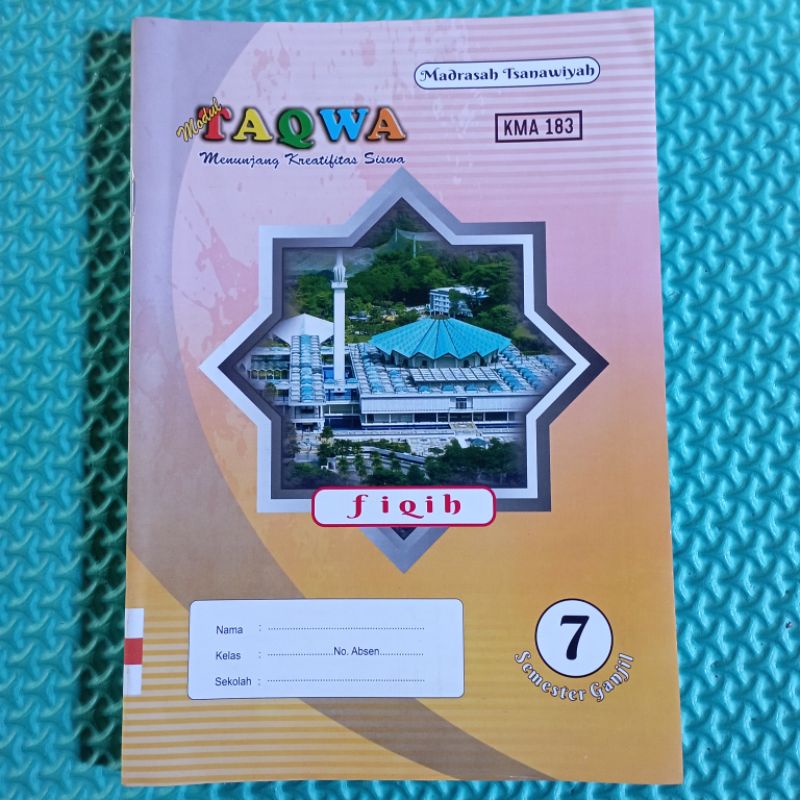 Madrasah Tsanawiyah
Modul TAQWA
Menunjang Kreatifitas Siswa
KMA 183
fiqih
Nama : ........................................................
Kelas : .......................No. Absen................
Sekolah : ........................................................
7
Semester Ganjil